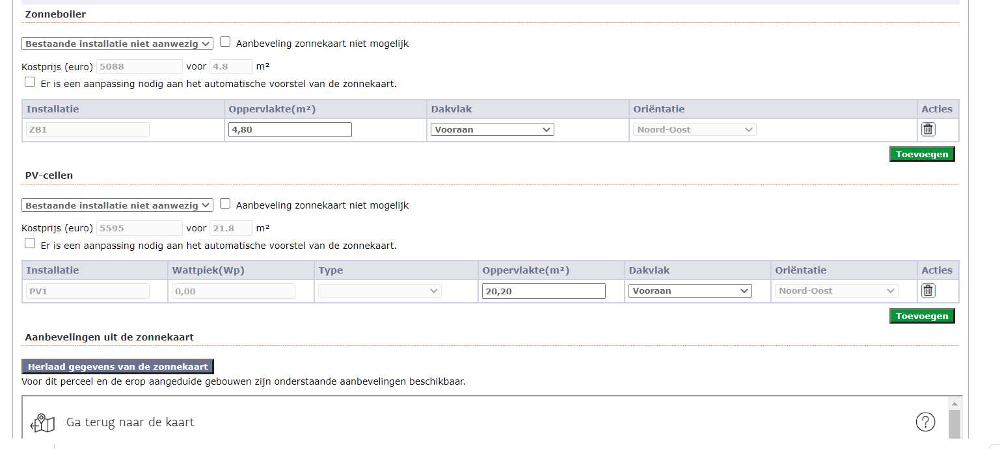 Zonneboiler
Bestaande installatie niet aanwezig Aanbeveling zonnekaart niet mogelijk
Kostprijs (euro) 5088 voor 4.8 m²
Er is een aanpassing nodig aan het automatische voorstel van de zonnekaart.
Installatie Oppervlakte(m²) Dakvlak Oriëntatie Acties
ZB1 4,80 Vooraan Noord-Oost
Toevoegen
PV-cellen
Bestaande installatie niet aanwezig Aanbeveling zonnekaart niet mogelijk
Kostprijs (euro) 5595 voor 21.8 m²
Er is een aanpassing nodig aan het automatische voorstel van de zonnekaart.
Installatie Wattpiek(Wp) Type Oppervlakte(m²) Dakvlak Oriëntatie Acties
PV1 0,00 20,20 Vooraan Noord-Oost
Toevoegen
Aanbevelingen uit de zonnekaart
Herlaad gegevens van de zonnekaart
Voor dit perceel en de erop aangeduide gebouwen zijn onderstaande aanbevelingen beschikbaar.
Ga terug naar de kaart ?